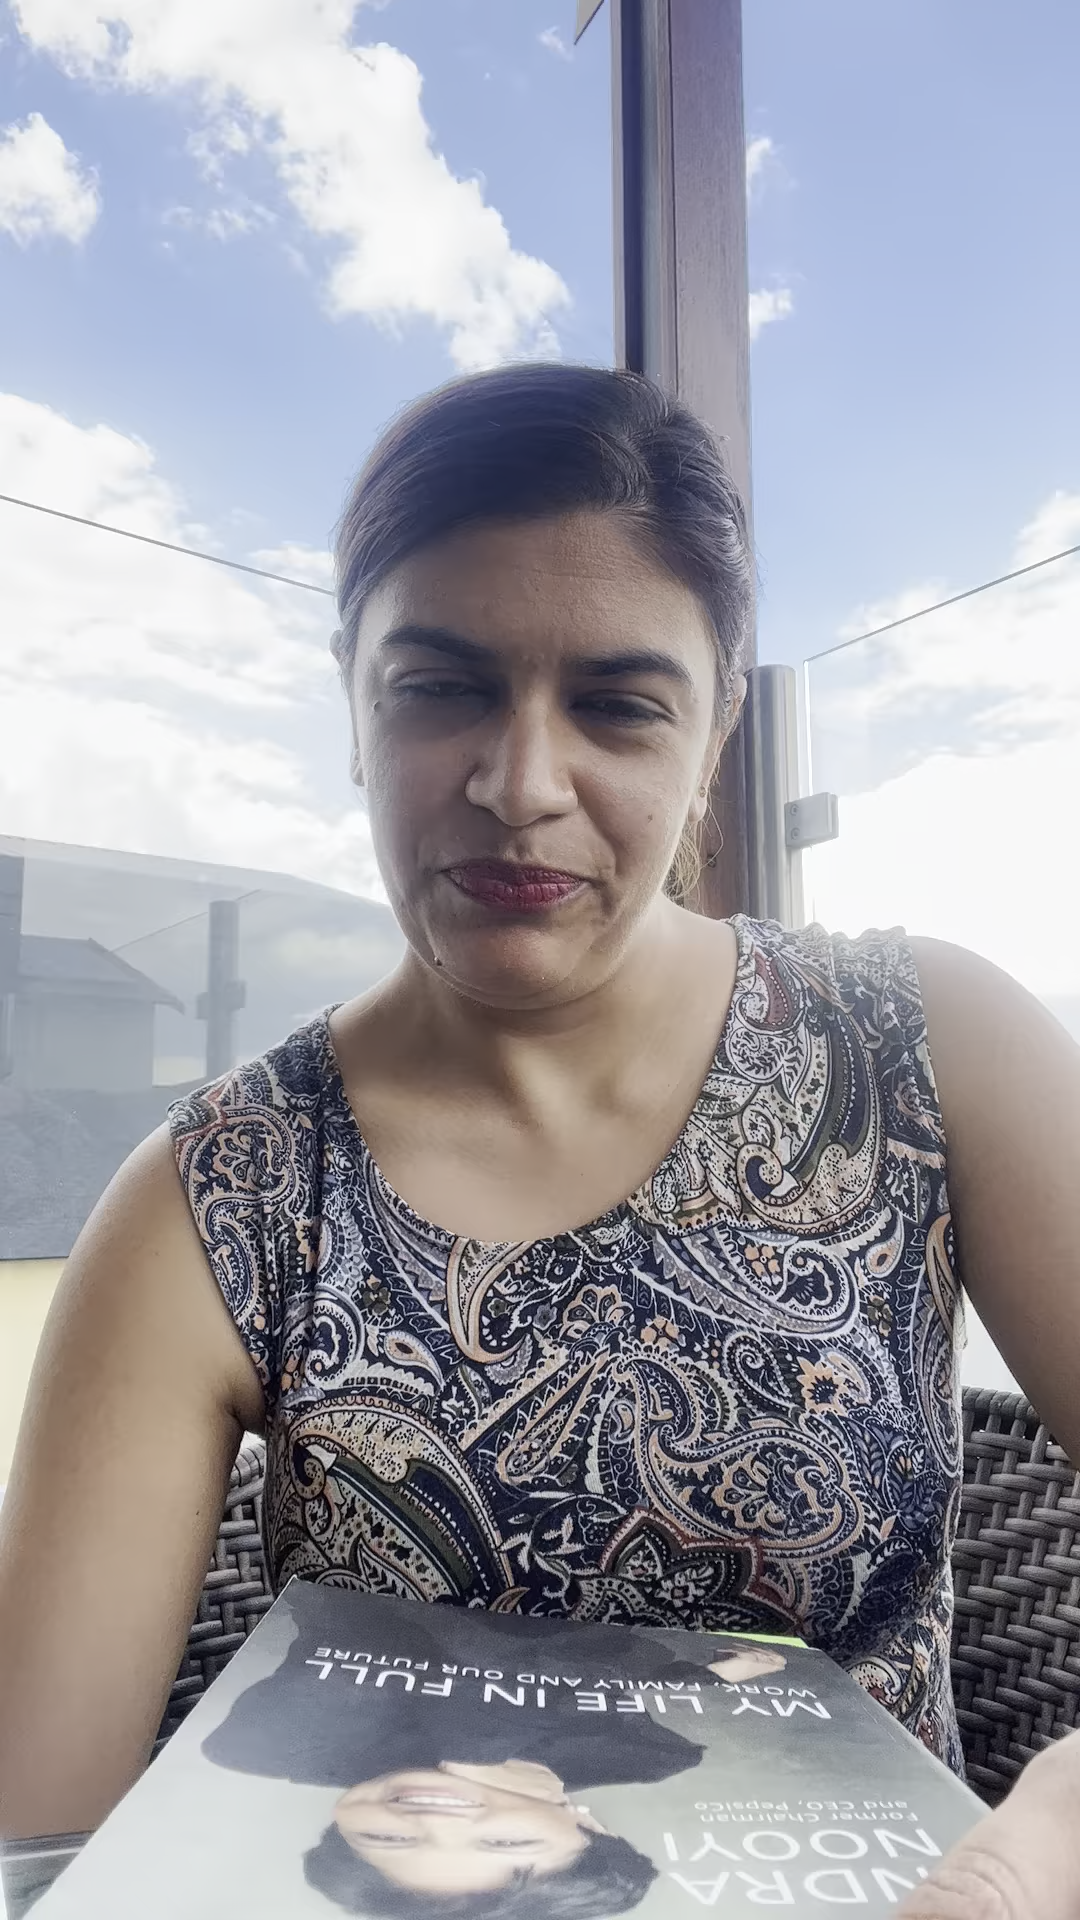 NDRA
NOOYI
Former Chairman
and CEO, PepsiCo
MY LIFE IN FULL
WORK, FAMILY AND OUR FUTURE